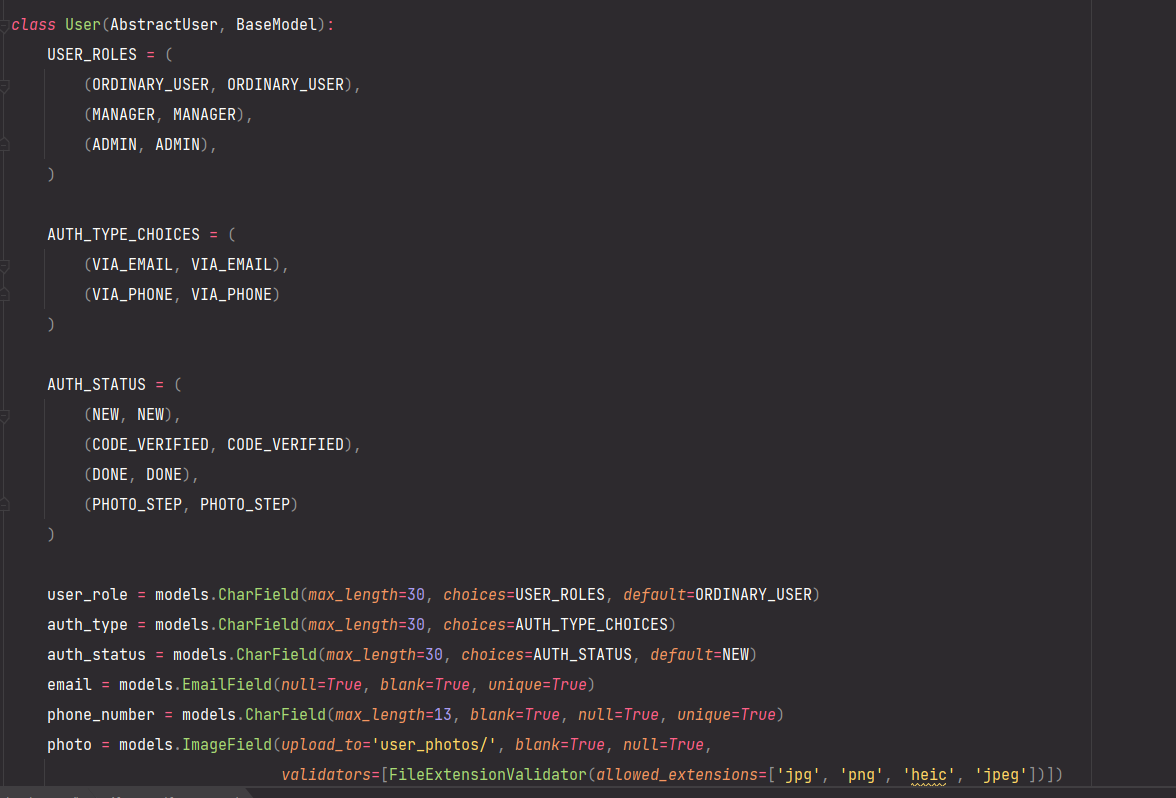 class User(AbstractUser, BaseModel):
    USER_ROLES = (
        (ORDINARY_USER, ORDINARY_USER),
        (MANAGER, MANAGER),
        (ADMIN, ADMIN),
    )
    AUTH_TYPE_CHOICES = (
        (VIA_EMAIL, VIA_EMAIL),
        (VIA_PHONE, VIA_PHONE)
    )
    AUTH_STATUS = (
        (NEW, NEW),
        (CODE_VERIFIED, CODE_VERIFIED),
        (DONE, DONE),
        (PHOTO_STEP, PHOTO_STEP)
    )
    user_role = models.CharField(max_length=30, choices=USER_ROLES, default=ORDINARY_USER)
    auth_type = models.CharField(max_length=30, choices=AUTH_TYPE_CHOICES)
    auth_status = models.CharField(max_length=30, choices=AUTH_STATUS, default=NEW)
    email = models.EmailField(null=True, blank=True, unique=True)
    phone_number = models.CharField(max_length=13, blank=True, null=True, unique=True)
    photo = models.ImageField(upload_to='user_photos/', blank=True, null=True,
                              validators=[FileExtensionValidator(allowed_extensions=['jpg', 'png', 'heic', 'jpeg'])])